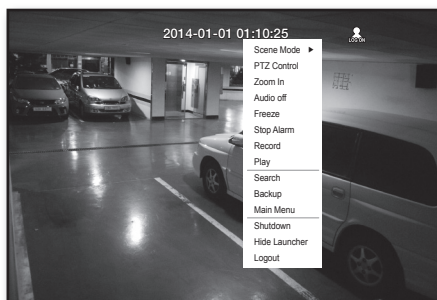 2014-01-01 01:10:25
LOG ON
Scene Mode ▶
PTZ Control
Zoom In
Audio off
Freeze
Stop Alarm
Record
Play
Search
Backup
Main Menu
Shutdown
Hide Launcher
Logout